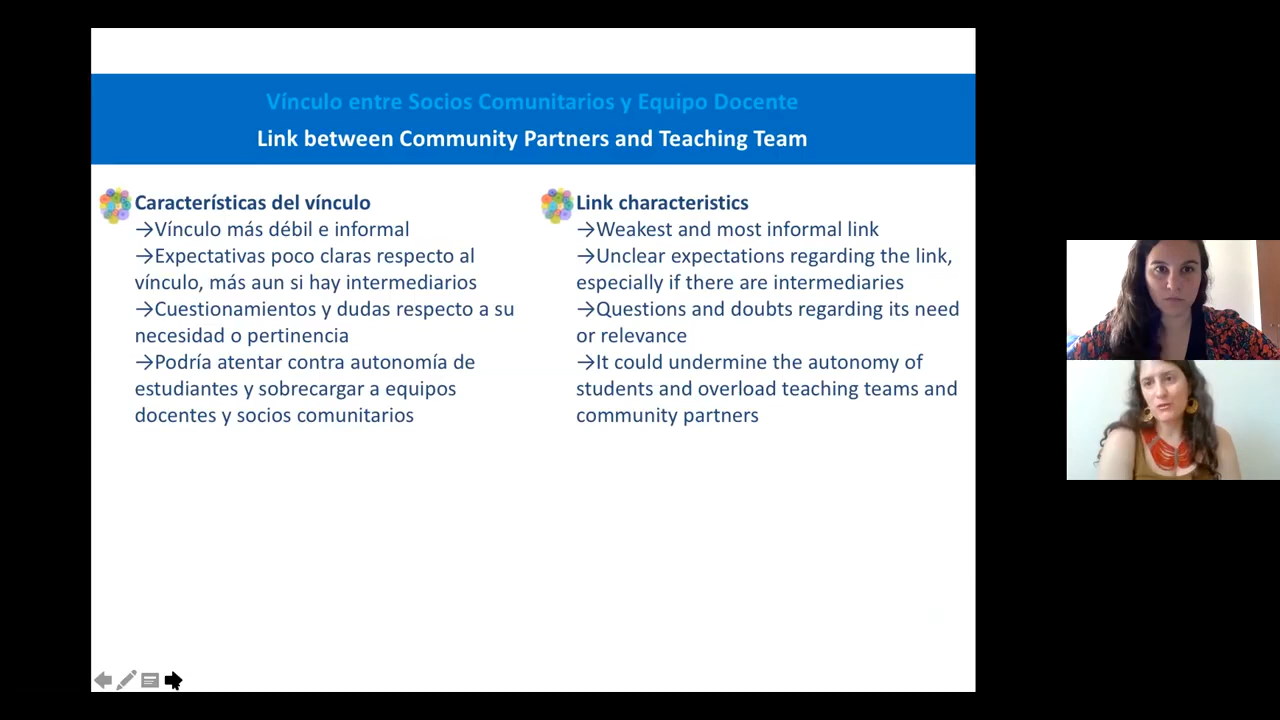 Vínculo entre Socios Comunitarios y Equipo Docente
Link between Community Partners and Teaching Team
Características del vínculo
→Vínculo más débil e informal
→Expectativas poco claras respecto al
vínculo, más aun si hay intermediarios
→Cuestionamientos y dudas respecto a su
necesidad o pertinencia
→Podría atentar contra autonomía de
estudiantes y sobrecargar a equipos
docentes y socios comunitarios
Link characteristics
→Weakest and most informal link
→Unclear expectations regarding the link,
especially if there are intermediaries
→Questions and doubts regarding its need
or relevance
→It could undermine the autonomy of
students and overload teaching teams and
community partners